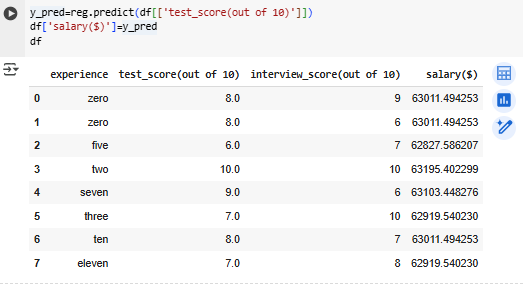 y_pred=reg.predict(df[['test_score(out of 10)']])
df['salary($)']=y_pred
df
experience test_score(out of 10) interview_score(out of 10) salary($)
0 zero 8.0 9 63011.494253
1 zero 8.0 6 63011.494253
2 five 6.0 7 62827.586207
3 two 10.0 10 63195.402299
4 seven 9.0 6 63103.448276
5 three 7.0 10 62919.540230
6 ten 8.0 7 63011.494253
7 eleven 7.0 8 62919.540230